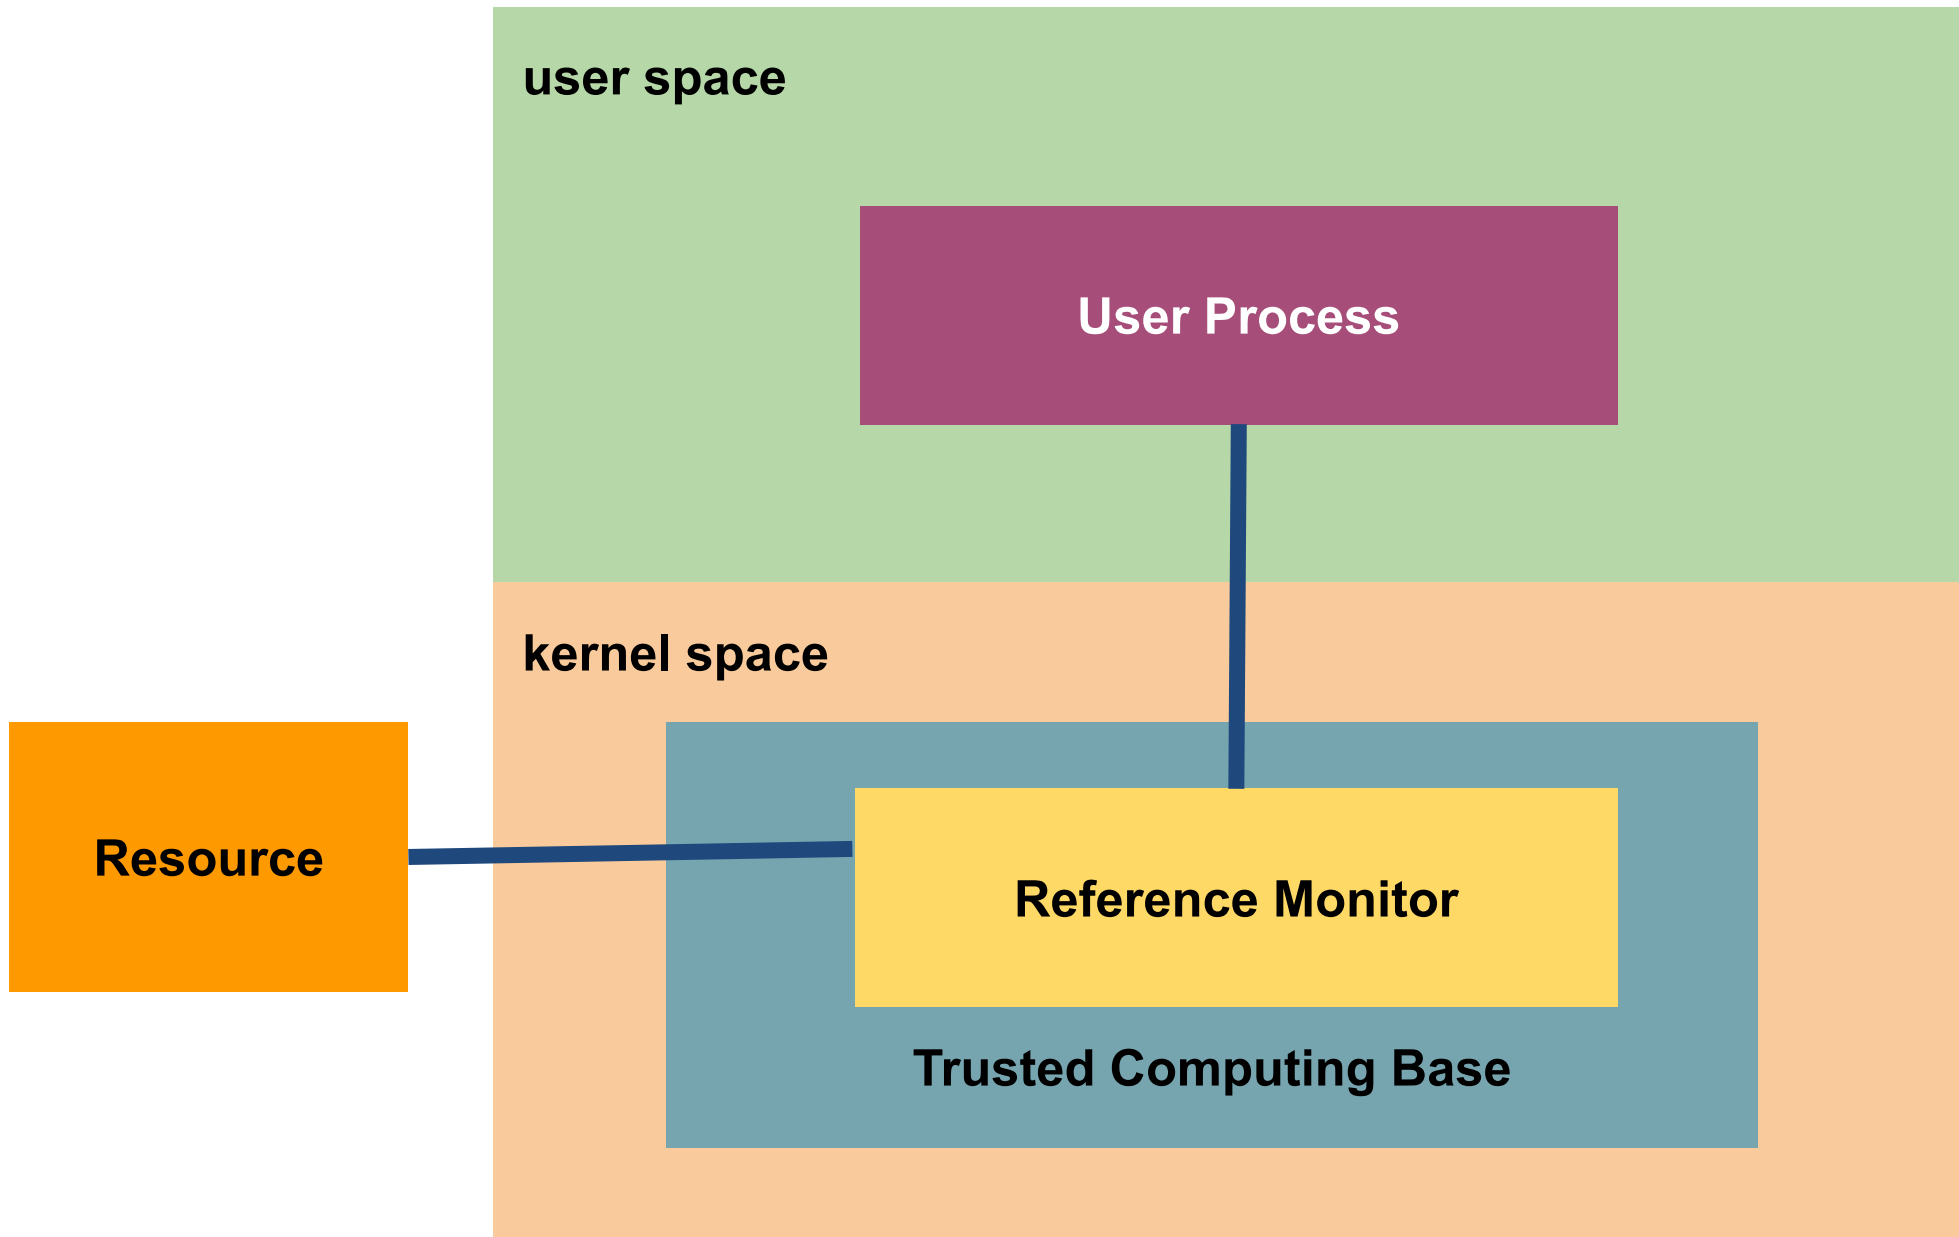 user space
User Process
kernel space
Resource
Reference Monitor
Trusted Computing Base